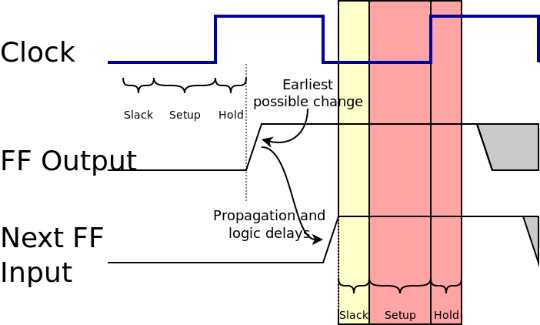 Clock
Earliest
possible change
Slack Setup Hold
FF Output
Propagation and
logic delays
Next FF
Input
Slack Setup Hold